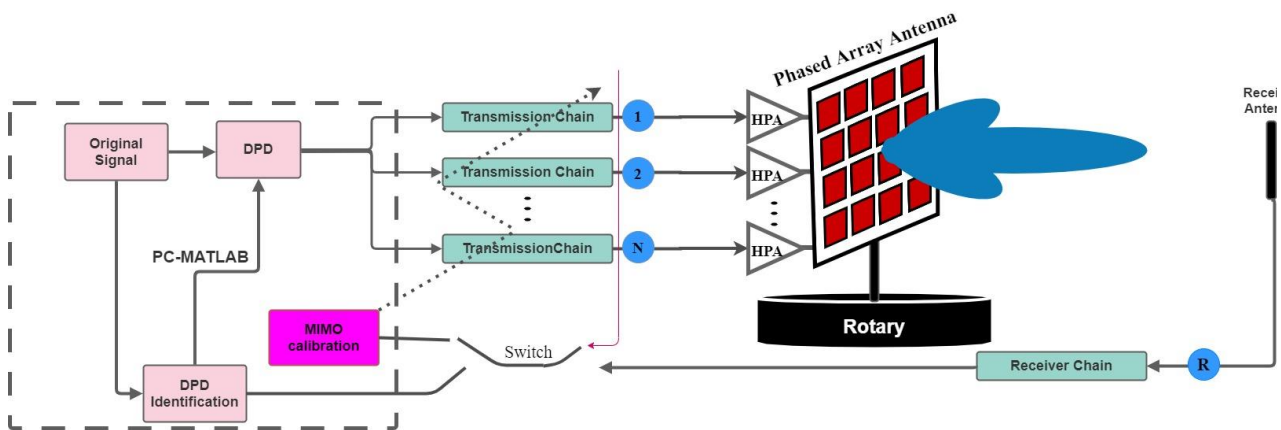 Phased Array Antenna
Original
Signal
DPD
Transmission Chain
1
HPA
Transmission Chain
2
HPA
TransmissionChain
N
HPA
PC-MATLAB
MIMO
calibration
Switch
Rotary
DPD
Identification
Receiver Chain
R